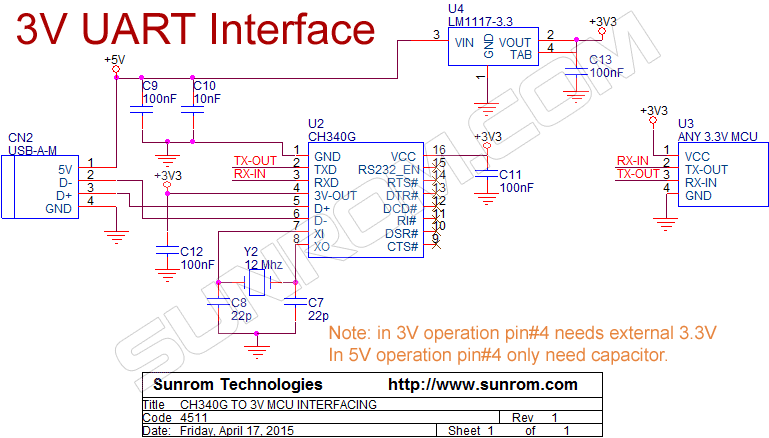 3V UART Interface
U4
LM1117-3.3
+3V3
3 VIN GND VOUT 2
TAB 4
1
C13
100nF
+5V
C9
100nF
C10
10nF
CN2
USB-A-M
5V 1
D- 2
D+ 3
GND 4
U2
CH340G
1 GND VCC 16
TX-OUT 2 TXD RS232_EN 15
RX-IN 3 RXD RTS# 14
4 3V-OUT DTR# 13
5 D+ DCD# 12
6 D- RI# 11
7 XI DSR# 10
8 XO CTS# 9
+3V3
+3V3
C11
100nF
C12
100nF
Y2
12 Mhz
C8
22p
C7
22p
+3V3
U3
ANY 3.3V MCU
1 VCC
RX-IN 2 TX-OUT
TX-OUT 3 RX-IN
4 GND
SUNROM.COM
Note: in 3V operation pin#4 needs external 3.3V
In 5V operation pin#4 only need capacitor.
Sunrom Technologies http://www.sunrom.com
Title CH340G TO 3V MCU INTERFACING
Code 4511 Rev 1
Date: Friday, April 17, 2015 Sheet 1 of 1